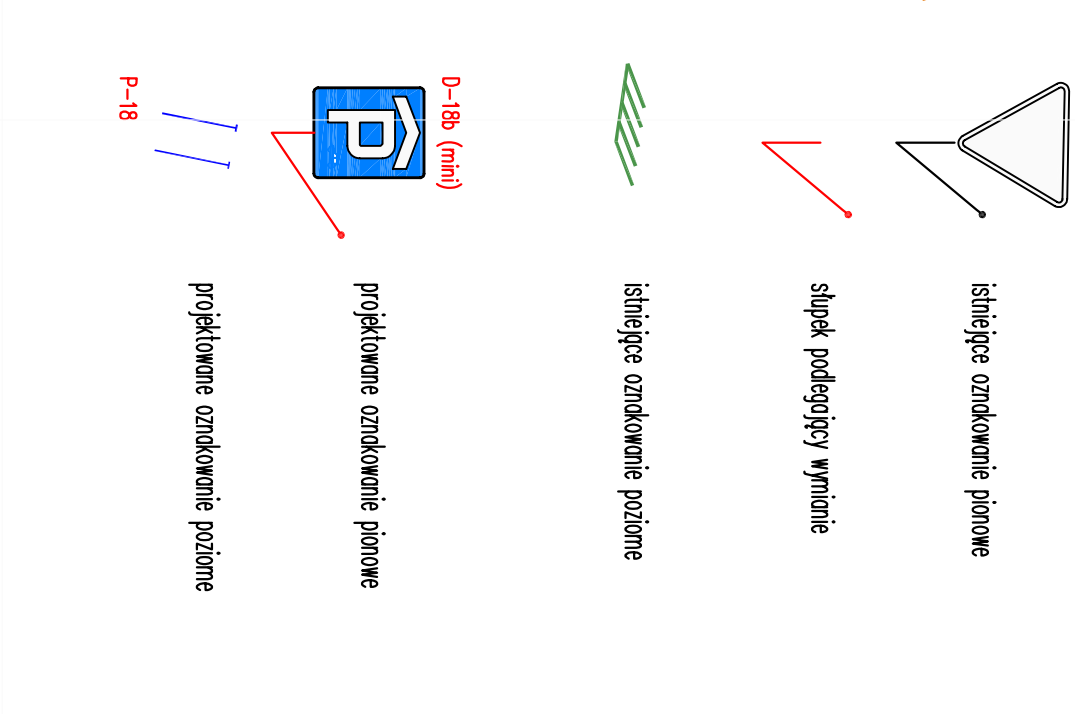 istniejące oznakowanie pionowe
słupek podlegający wymianie
istniejące oznakowanie poziome
D-18b (mini)
P
projektowane oznakowanie pionowe
P-18
projektowane oznakowanie poziome